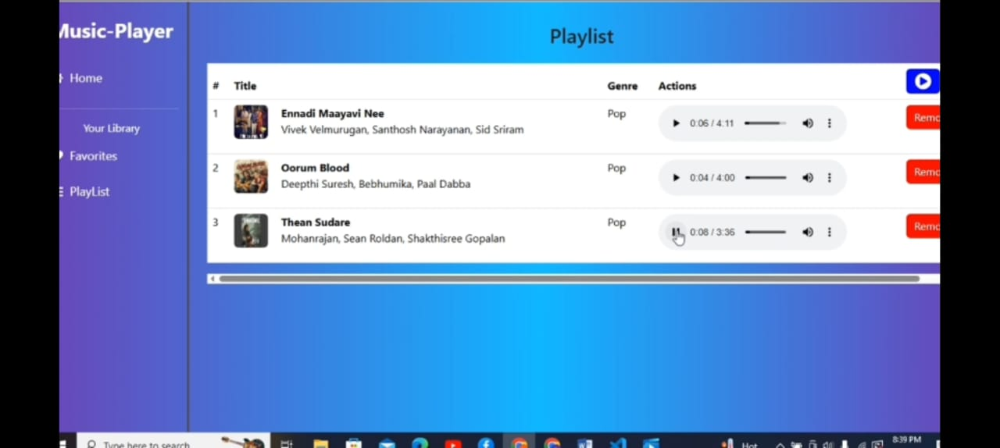 Music-Player
Playlist
Home
Your Library
Favorites
PlayList
# Title Genre Actions
1 Ennadi Maayavi Nee Pop 0:06 / 4:11 Remo
Vivek Velmurugan, Santhosh Narayanan, Sid Sriram
2 Oorum Blood Pop 0:04 / 4:00 Remo
Deepthi Suresh, Bebhumika, Paal Dabba
3 Thean Sudare Pop 0:08 / 3:36 Remo
Mohanrajan, Sean Roldan, Shakthisree Gopalan
Type here to search
Hot
8:39 PM